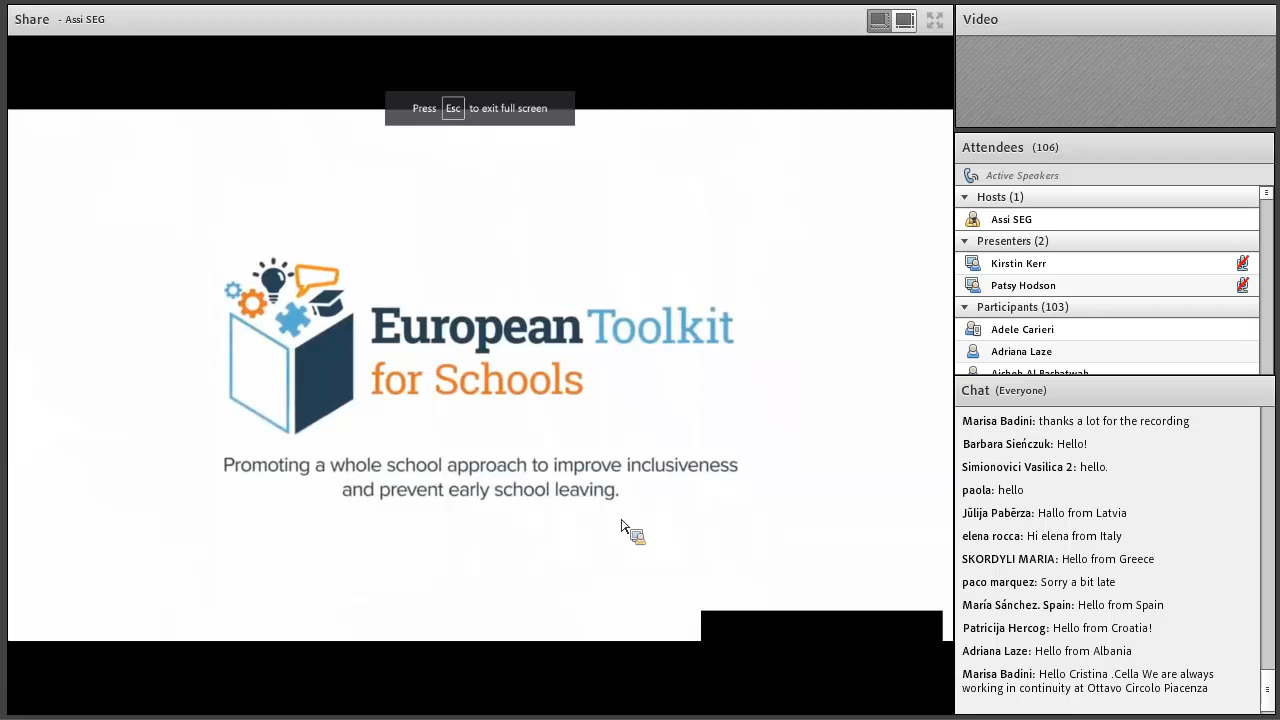 Share - Assi SEG
Press Esc to exit full screen
European Toolkit
for Schools
Promoting a whole school approach to improve inclusiveness
and prevent early school leaving.
Video
Attendees (106)
Active Speakers
Hosts (1)
Assi SEG
Presenters (2)
Kirstin Kerr
Patsy Hodson
Participants (103)
Adele Carieri
Adriana Laze
Chat (Everyone)
Marisa Badini: thanks a lot for the recording
Barbara Sieńczuk: Hello!
Simionovici Vasilica 2: hello.
paola: hello
Jūlija Pabērza: Hallo from Latvia
elena rocca: Hi elena from Italy
SKORDYLI MARIA: Hello from Greece
paco marquez: Sorry a bit late
María Sánchez. Spain: Hello from Spain
Patricija Hercog: Hello from Croatia!
Adriana Laze: Hello from Albania
Marisa Badini: Hello Cristina .Cella We are always
working in continuity at Ottavo Circolo Piacenza